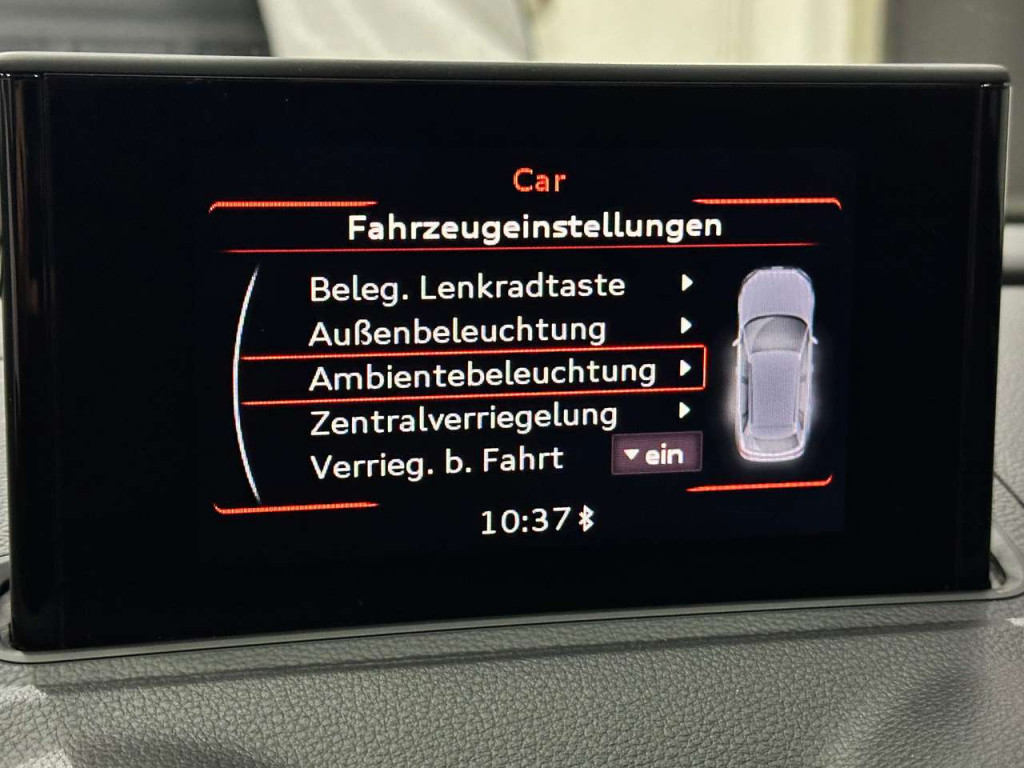 Car
Fahrzeugeinstellungen
Beleg. Lenkradtaste
Außenbeleuchtung
Ambientebeleuchtung
Zentralverriegelung
Verrieg. b. Fahrt ein
10:37